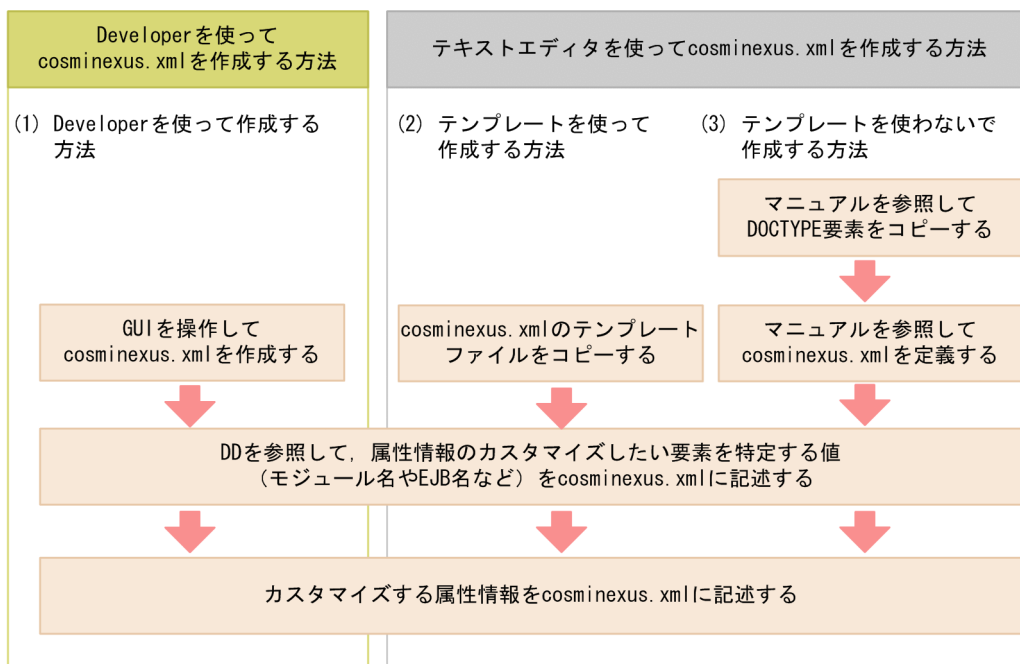 Developerを使って
cosminexus.xmlを作成する方法
テキストエディタを使ってcosminexus.xmlを作成する方法
(1) Developerを使って作成する
方法
(2) テンプレートを使って
作成する方法
(3) テンプレートを使わないで
作成する方法
マニュアルを参照して
DOCTYPE要素をコピーする
GUIを操作して
cosminexus.xmlを作成する
cosminexus.xmlのテンプレート
ファイルをコピーする
マニュアルを参照して
cosminexus.xmlを定義する
DDを参照して，属性情報のカスタマイズしたい要素を特定する値
（モジュール名やEJB名など）をcosminexus.xmlに記述する
カスタマイズする属性情報をcosminexus.xmlに記述する